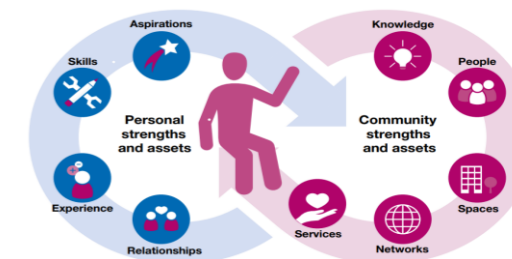 Aspirations
Skills
Personal
strengths
and assets
Experience
Relationships
Knowledge
People
Community
strengths
and assets
Spaces
Services
Networks